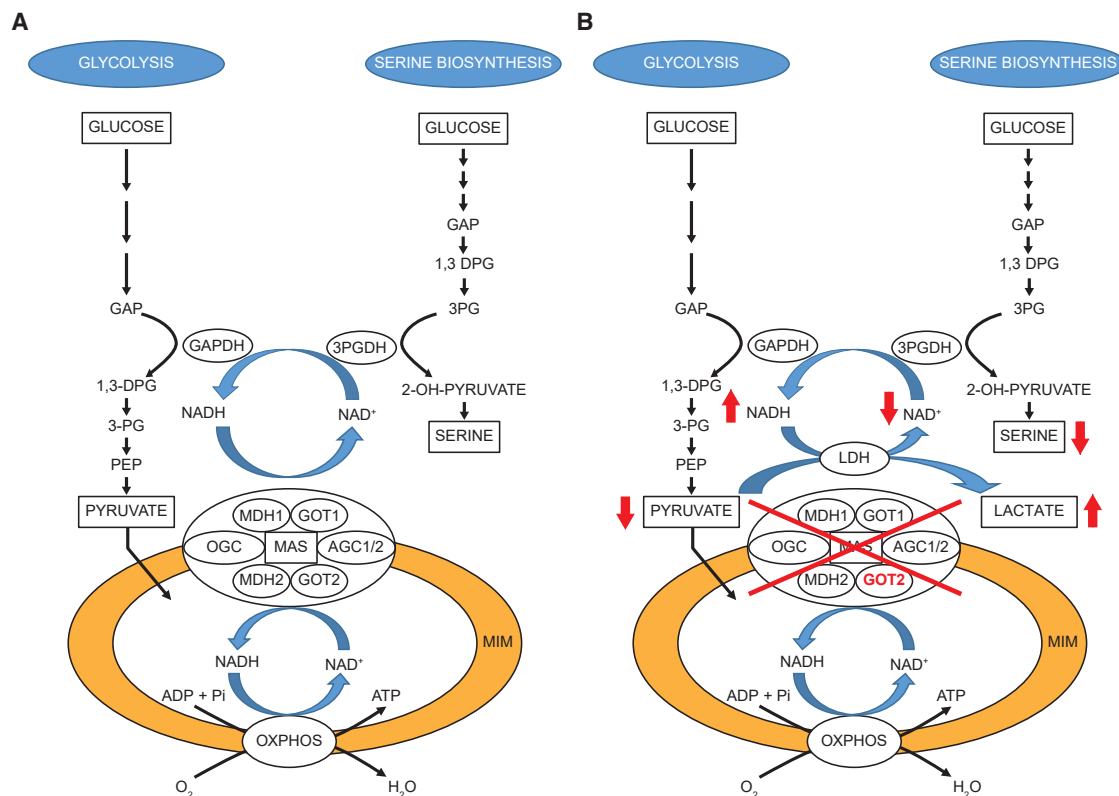 A
GLYCOLYSIS
SERINE BIOSYNTHESIS
GLUCOSE
GLUCOSE
GAP
1,3 DPG
GAP
3PG
GAPDH
3PGDH
1,3-DPG
NADH
NAD⁺
2-OH-PYRUVATE
3-PG
SERINE
PEP
PYRUVATE
MDH1
GOT1
OGC
MAS
AGC1/2
MDH2
GOT2
MIM
NADH
NAD⁺
ADP + Pi
ATP
OXPHOS
O₂
H₂O
B
GLYCOLYSIS
SERINE BIOSYNTHESIS
GLUCOSE
GLUCOSE
GAP
1,3 DPG
GAP
3PG
GAPDH
3PGDH
1,3-DPG
NADH
NAD⁺
2-OH-PYRUVATE
3-PG
SERINE
PEP
LDH
PYRUVATE
LACTATE
MDH1
GOT1
OGC
MAS
AGC1/2
MDH2
GOT2
MIM
NADH
NAD⁺
ADP + Pi
ATP
OXPHOS
O₂
H₂O